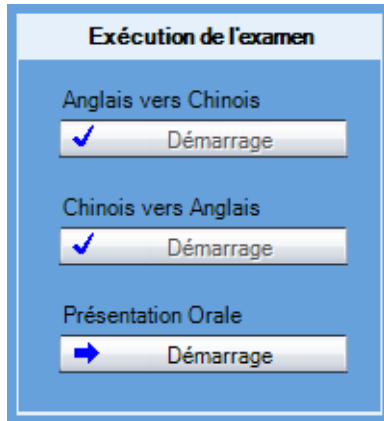 Exécution de l'examen
Anglais vers Chinois
Démarrage
Chinois vers Anglais
Démarrage
Présentation Orale
Démarrage